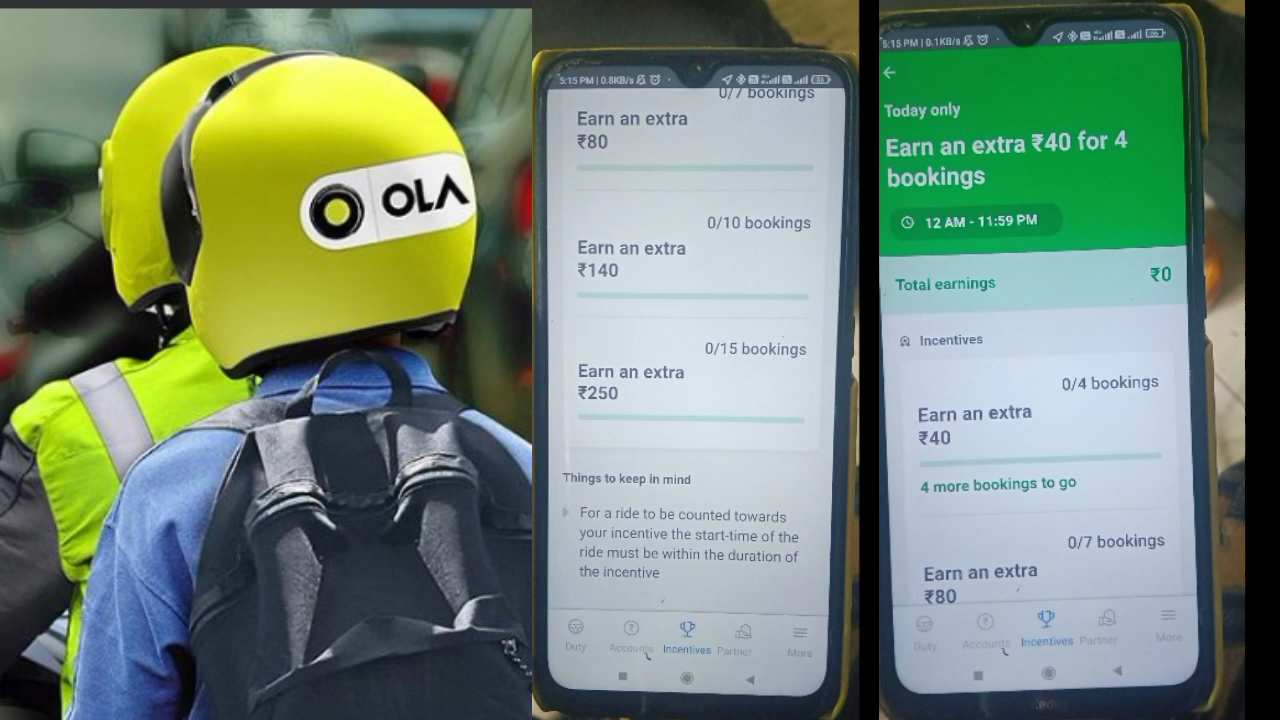 OLA
5:15 PM | 0.8KB/s
0/7 bookings
Earn an extra
₹80
0/10 bookings
Earn an extra
₹140
0/15 bookings
Earn an extra
₹250
Things to keep in mind
For a ride to be counted towards
your incentive the start-time of the
ride must be within the duration of
the incentive
Duty Accounts Incentives Partner More
5:15 PM | 0.1KB/s
Today only
Earn an extra ₹40 for 4
bookings
12 AM - 11:59 PM
Total earnings ₹0
Incentives
0/4 bookings
Earn an extra
₹40
4 more bookings to go
0/7 bookings
Earn an extra
₹80
Duty Accounts Incentives Partner More